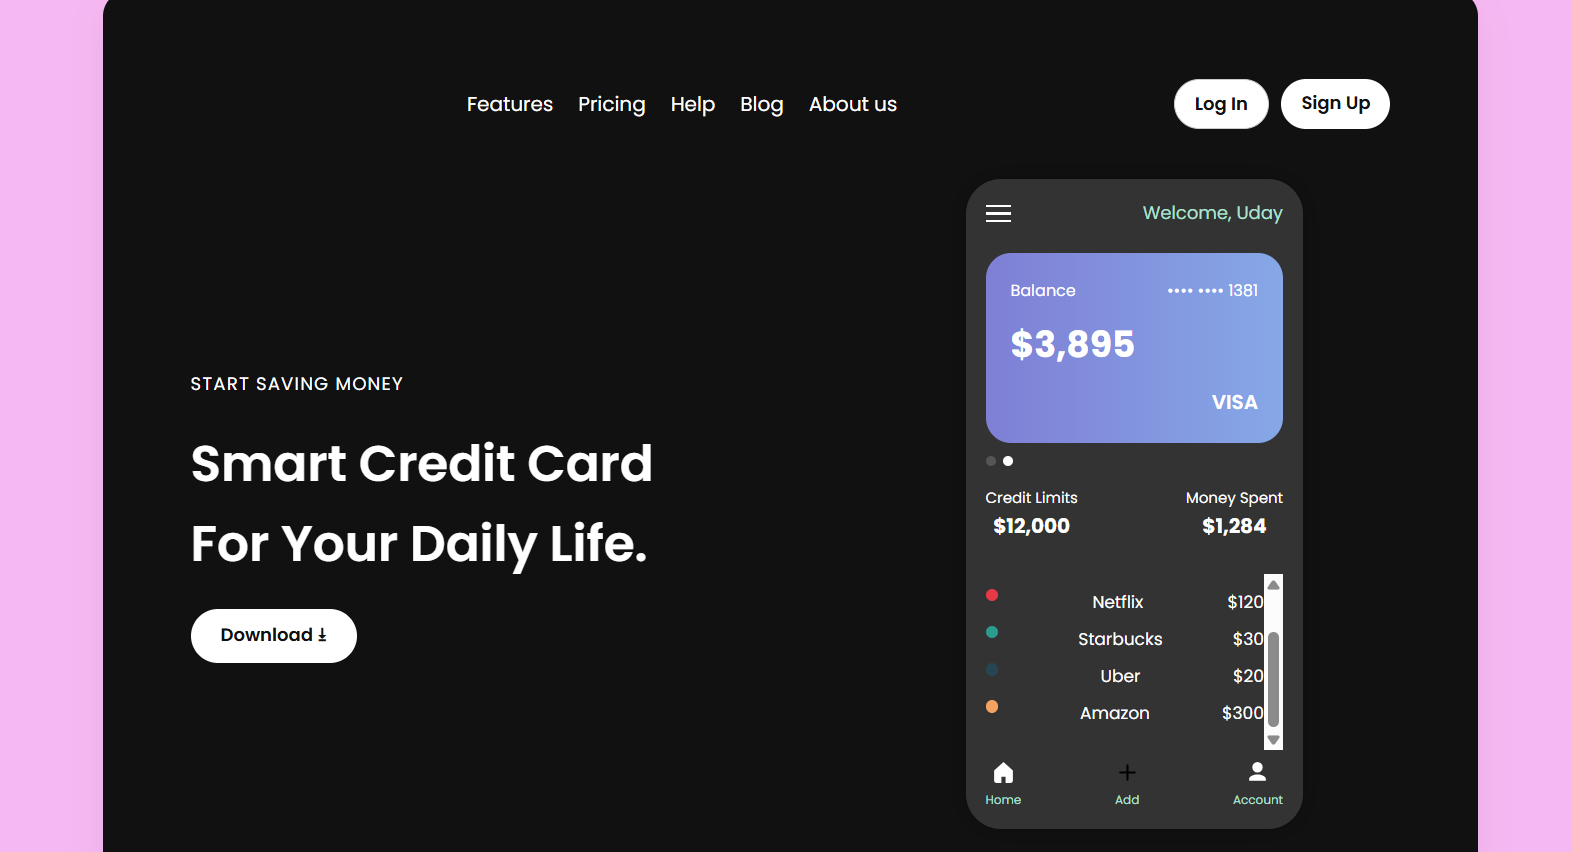 Features Pricing Help Blog About us
Log In Sign Up
START SAVING MONEY
Smart Credit Card
For Your Daily Life.
Download ⤓
Welcome, Uday
Balance •••• •••• 1381
$3,895
VISA
Credit Limits Money Spent
$12,000 $1,284
Netflix $120
Starbucks $30
Uber $20
Amazon $300
Home Add Account